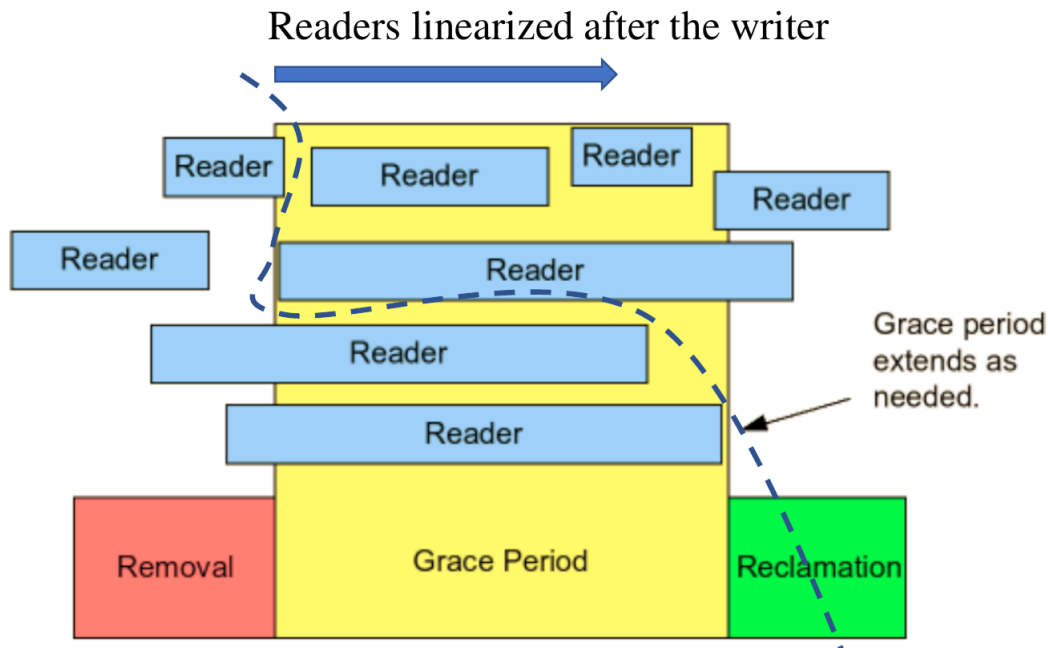 Readers linearized after the writer
Reader
Reader
Reader
Reader
Reader
Reader
Reader
Reader
Grace period
extends as
needed.
Removal
Grace Period
Reclamation